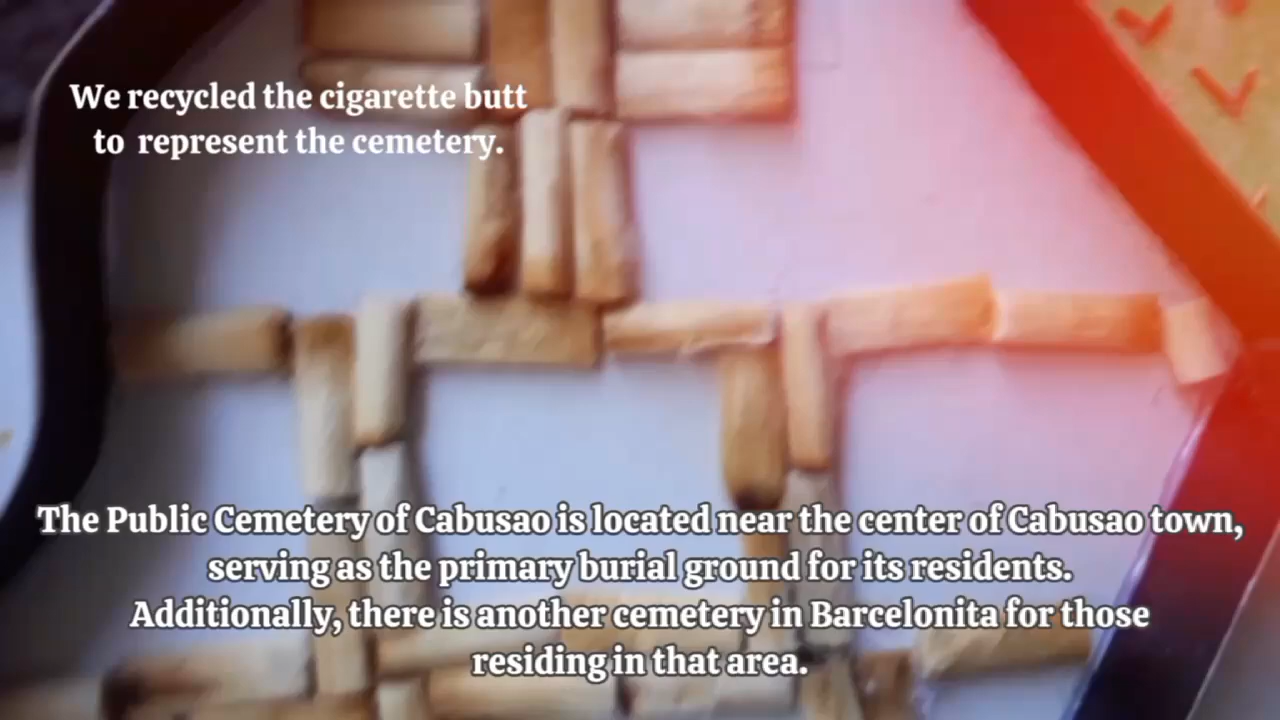 We recycled the cigarette butt
to represent the cemetery.
The Public Cemetery of Cabusao is located near the center of Cabusao town,
serving as the primary burial ground for its residents.
Additionally, there is another cemetery in Barcelonita for those
residing in that area.